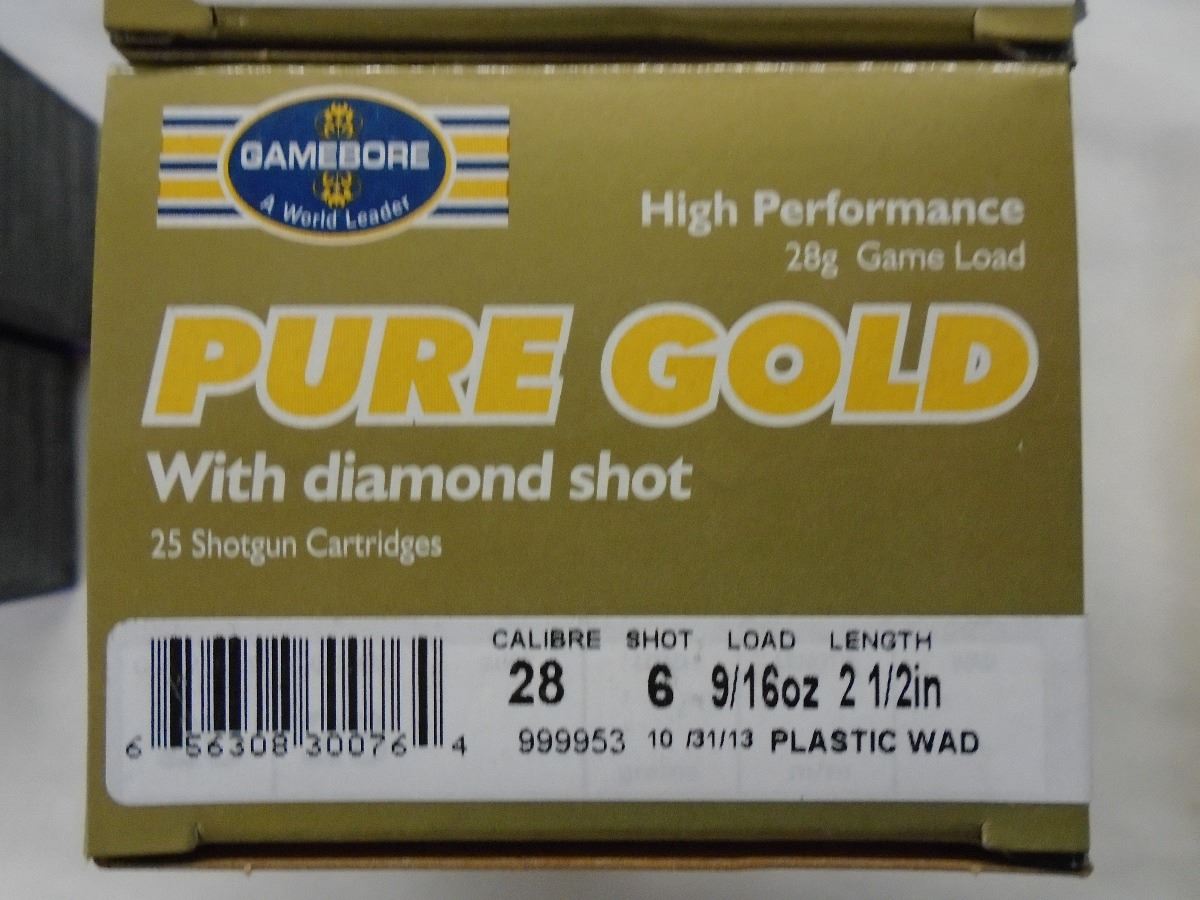 GAMEBORE
A World Leader
High Performance
28g Game Load
PURE GOLD
With diamond shot
25 Shotgun Cartridges
CALIBRE SHOT LOAD LENGTH
28 6 9/16oz 2 1/2in
6 56308 30076 4
999953 10 /31/13 PLASTIC WAD